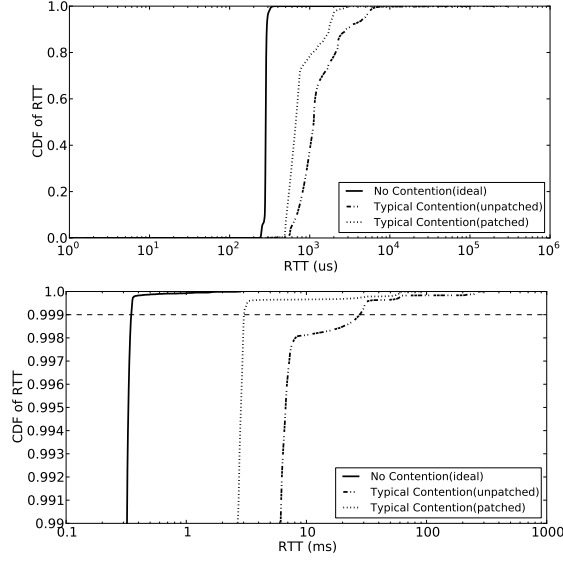 1.0
0.8
0.6
0.4
0.2
0.0
CDF of RTT
No Contention(ideal)
Typical Contention(unpatched)
Typical Contention(patched)
10^0 10^1 10^2 10^3 10^4 10^5 10^6
RTT (us)
1.0
0.999
0.998
0.997
0.996
0.995
0.994
0.993
0.992
0.991
0.99
CDF of RTT
No Contention(ideal)
Typical Contention(unpatched)
Typical Contention(patched)
0.1 1 10 100 1000
RTT (ms)